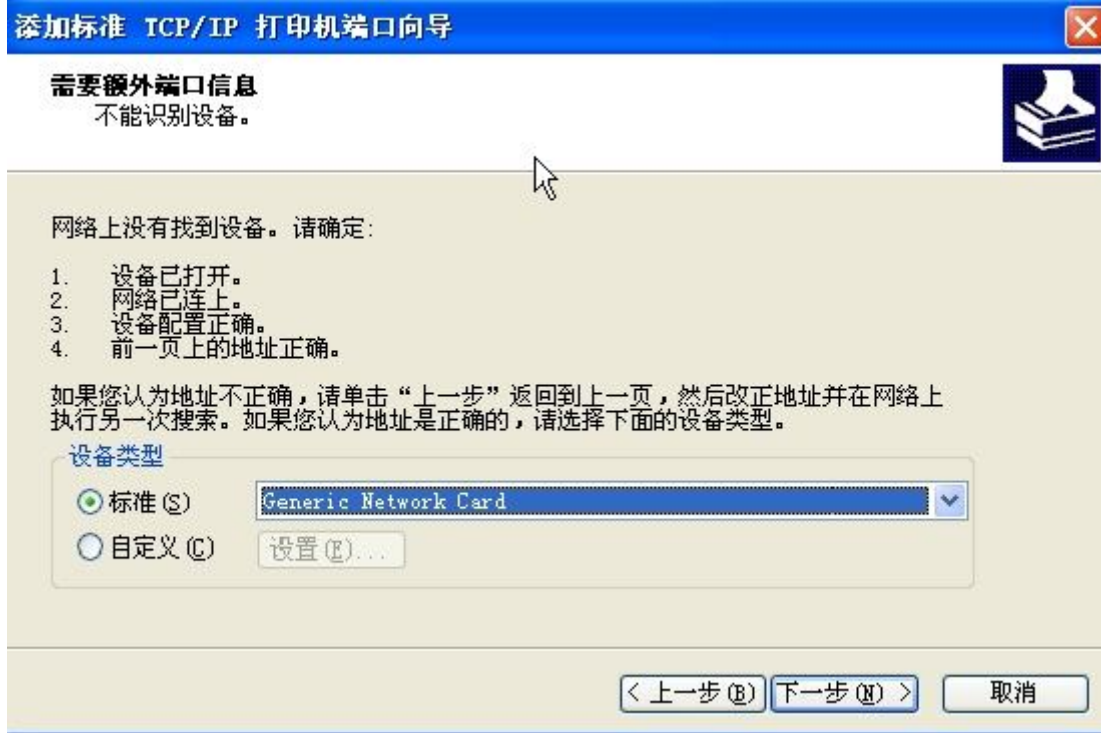 添加标准 TCP/IP 打印机端口向导
需要额外端口信息
不能识别设备。
网络上没有找到设备。请确定:
1. 设备已打开。
2. 网络已连上。
3. 设备配置正确。
4. 前一页上的地址正确。
如果您认为地址不正确，请单击“上一步”返回到上一页，然后改正地址并在网络上
执行另一次搜索。如果您认为地址是正确的，请选择下面的设备类型。
设备类型
标准(S) Generic Network Card
自定义(C) 设置(E)...
< 上一步(B) 下一步(N) > 取消